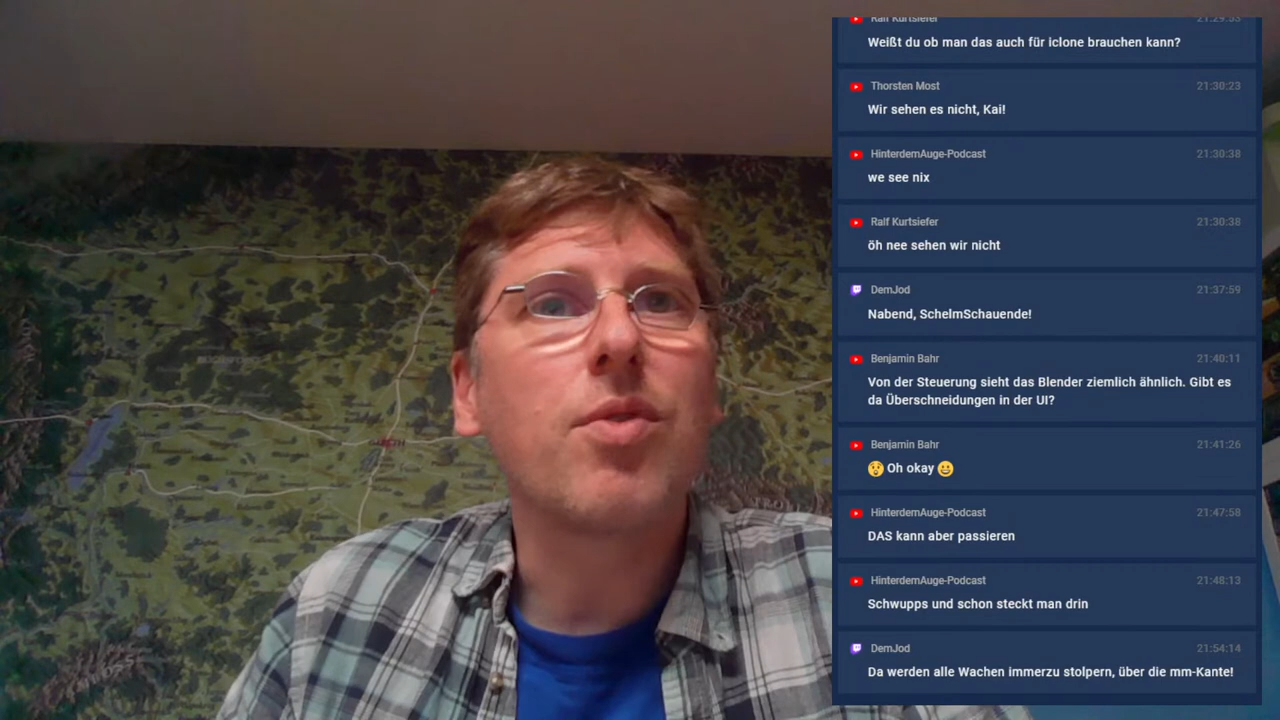 Ralf Kurtsiefer 21:29:53
Weißt du ob man das auch für iclone brauchen kann?
Thorsten Most 21:30:23
Wir sehen es nicht, Kai!
HinterdemAuge-Podcast 21:30:38
we see nix
Ralf Kurtsiefer 21:30:38
öh nee sehen wir nicht
DemJod 21:37:59
Nabend, SchelmSchauende!
Benjamin Bahr 21:40:11
Von der Steuerung sieht das Blender ziemlich ähnlich. Gibt es
da Überschneidungen in der UI?
Benjamin Bahr 21:41:26
😲 Oh okay 😀
HinterdemAuge-Podcast 21:47:58
DAS kann aber passieren
HinterdemAuge-Podcast 21:48:13
Schwupps und schon steckt man drin
DemJod 21:54:14
Da werden alle Wachen immerzu stolpern, über die mm-Kante!